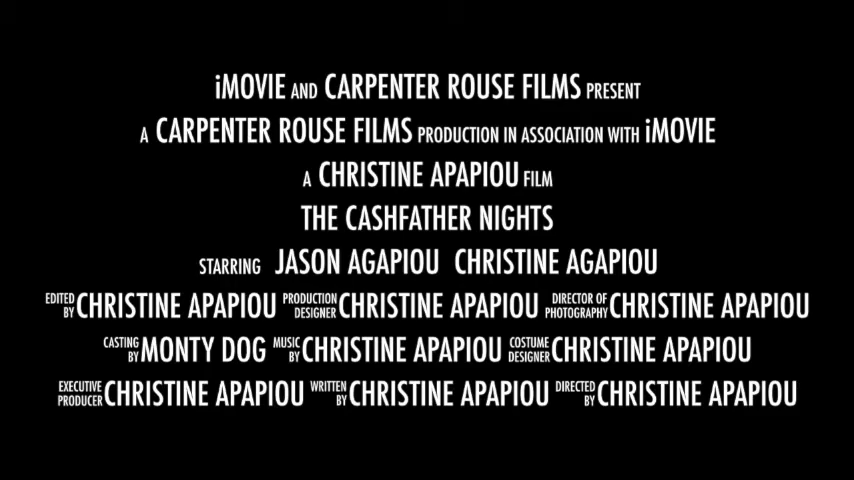 iMOVIE AND CARPENTER ROUSE FILMS PRESENT
A CARPENTER ROUSE FILMS PRODUCTION IN ASSOCIATION WITH iMOVIE
A CHRISTINE APAPIOU FILM
THE CASHFATHER NIGHTS
STARRING JASON AGAPIOU CHRISTINE AGAPIOU
EDITED BY CHRISTINE APAPIOU PRODUCTION DESIGNER CHRISTINE APAPIOU DIRECTOR OF PHOTOGRAPHY CHRISTINE APAPIOU
CASTING BY MONTY DOG MUSIC BY CHRISTINE APAPIOU COSTUME DESIGNER CHRISTINE APAPIOU
EXECUTIVE PRODUCER CHRISTINE APAPIOU WRITTEN BY CHRISTINE APAPIOU DIRECTED BY CHRISTINE APAPIOU